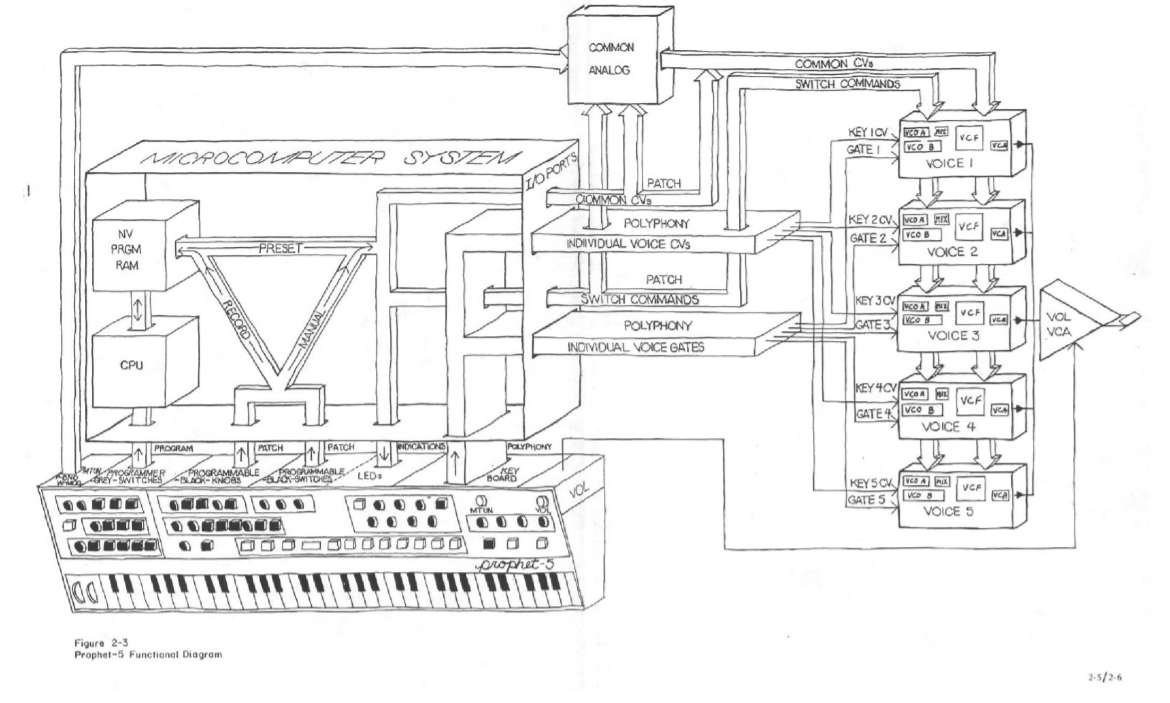 COMMON
ANALOG
COMMON CVs
SWITCH COMMANDS
MICROCOMPUTER SYSTEM
I/O PORTS
PATCH
COMMON CVs
POLYPHONY
INDIVIDUAL VOICE CVs
PATCH
SWITCH COMMANDS
POLYPHONY
INDIVIDUAL VOICE GATES
NV
PRGM
RAM
CPU
PRESET
RECORD
MANUAL
KEY 1 CV
GATE 1
VCO A MIX VCF
VCO B VCA
VOICE 1
KEY 2 CV
GATE 2
VCO A MIX VCF
VCO B VCA
VOICE 2
KEY 3 CV
GATE 3
VCO A MIX VCF
VCO B VCA
VOICE 3
KEY 4 CV
GATE 4
VCO A MIX VCF
VCO B VCA
VOICE 4
KEY 5 CV
GATE 5
VCO A MIX VCF
VCO B VCA
VOICE 5
VOL
VCA
PROGRAM
PATCH
PATCH
INDICATIONS
POLYPHONY
MTUN
PROGRAMMER
-GREY-SWITCHES
PROGRAMMABLE
-BLACK-KNOBS
PROGRAMMABLE
-BLACK-SWITCHES
LEDs
KEY
BOARD
VOL
MTUN
VOL
prophet-5
Figure 2-3
Prophet-5 Functional Diagram
2-5/2-6